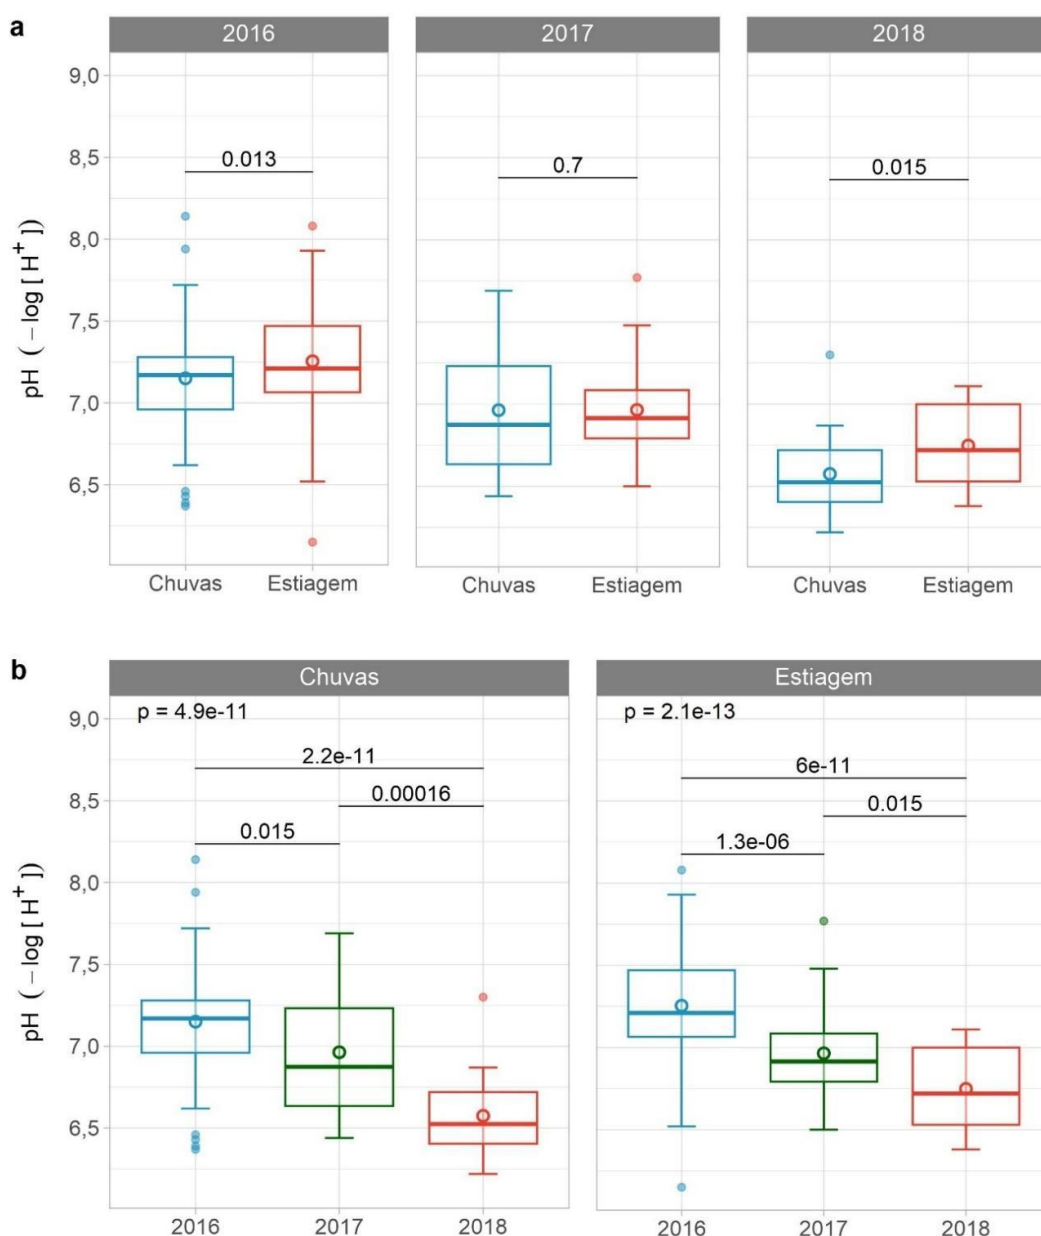 a
2016 2017 2018
9,0
8,5
8,0
7,5
7,0
6,5
pH ( −log [ H⁺ ] )
0.013 0.7 0.015
Chuvas Estiagem Chuvas Estiagem Chuvas Estiagem
b
Chuvas Estiagem
9,0
8,5
8,0
7,5
7,0
6,5
pH ( −log [ H⁺ ] )
p = 4.9e-11
2.2e-11
0.00016
0.015
p = 2.1e-13
6e-11
0.015
1.3e-06
2016 2017 2018 2016 2017 2018